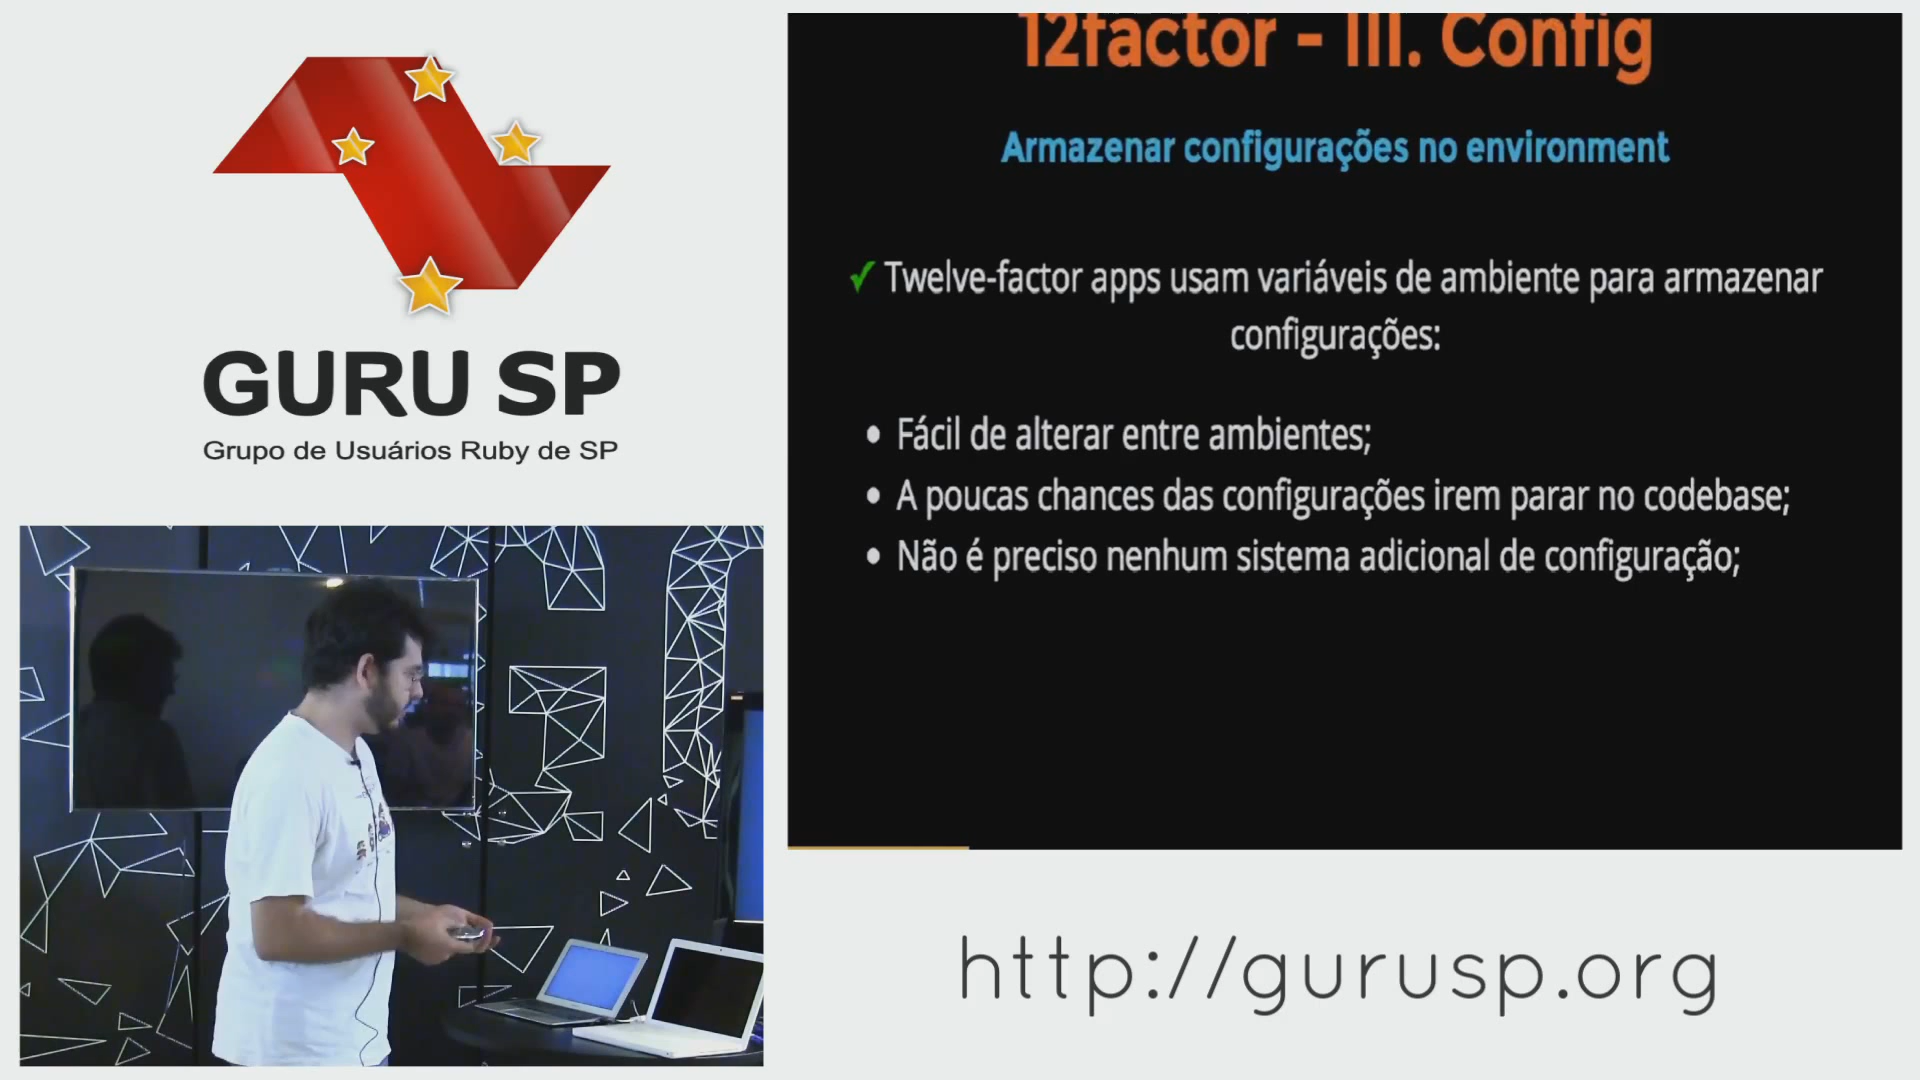 GURU SP
Grupo de Usuários Ruby de SP
12factor - III. Config
Armazenar configurações no environment
✓ Twelve-factor apps usam variáveis de ambiente para armazenar
configurações:
• Fácil de alterar entre ambientes;
• A poucas chances das configurações irem parar no codebase;
• Não é preciso nenhum sistema adicional de configuração;
http://gurusp.org